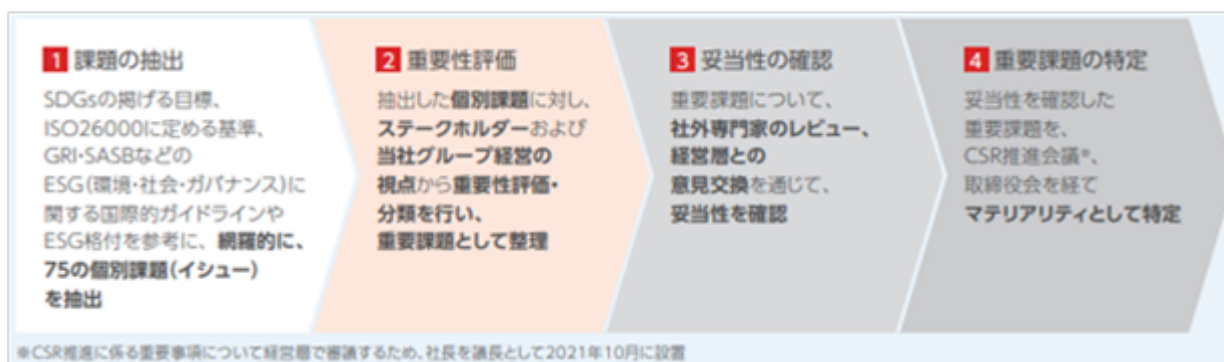 1 課題の抽出
SDGsの掲げる目標、
ISO26000に定める基準、
GRI・SASBなどの
ESG(環境・社会・ガバナンス)に
関する国際的ガイドラインや
ESG格付を参考に、網羅的に、
75の個別課題(イシュー)
を抽出
2 重要性評価
抽出した個別課題に対し、
ステークホルダーおよび
当社グループ経営の
視点から重要性評価・
分類を行い、
重要課題として整理
3 妥当性の確認
重要課題について、
社外専門家のレビュー、
経営層との
意見交換を通じて、
妥当性を確認
4 重要課題の特定
妥当性を確認した
重要課題を、
CSR推進会議※、
取締役会を経て
マテリアリティとして特定
※CSR推進に係る重要事項について経営層で審議するため、社長を議長として2021年10月に設置